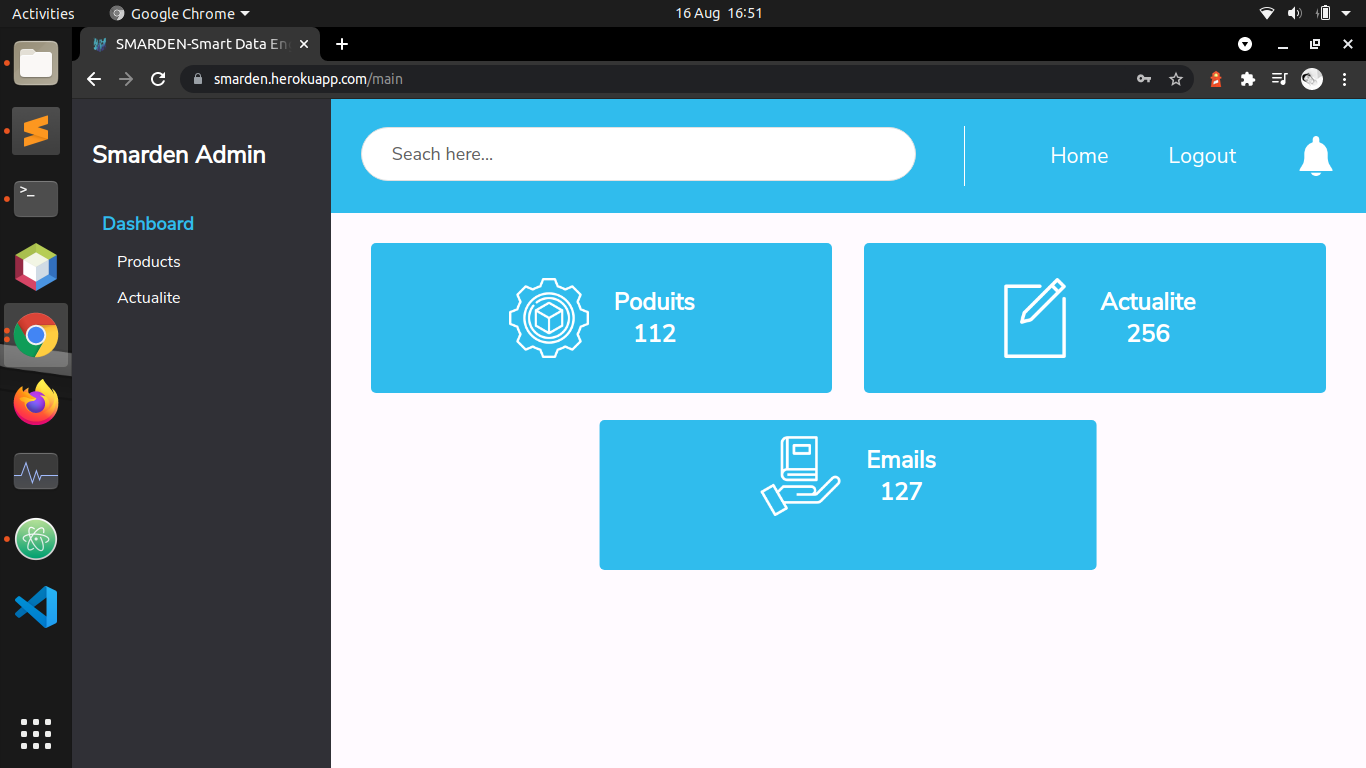 Activities
Google Chrome
16 Aug 16:51
SMARDEN-Smart Data En
smarden.herokuapp.com/main
Smarden Admin
Seach here...
Home
Logout
Dashboard
Products
Actualite
Poduits
112
Actualite
256
Emails
127
>_